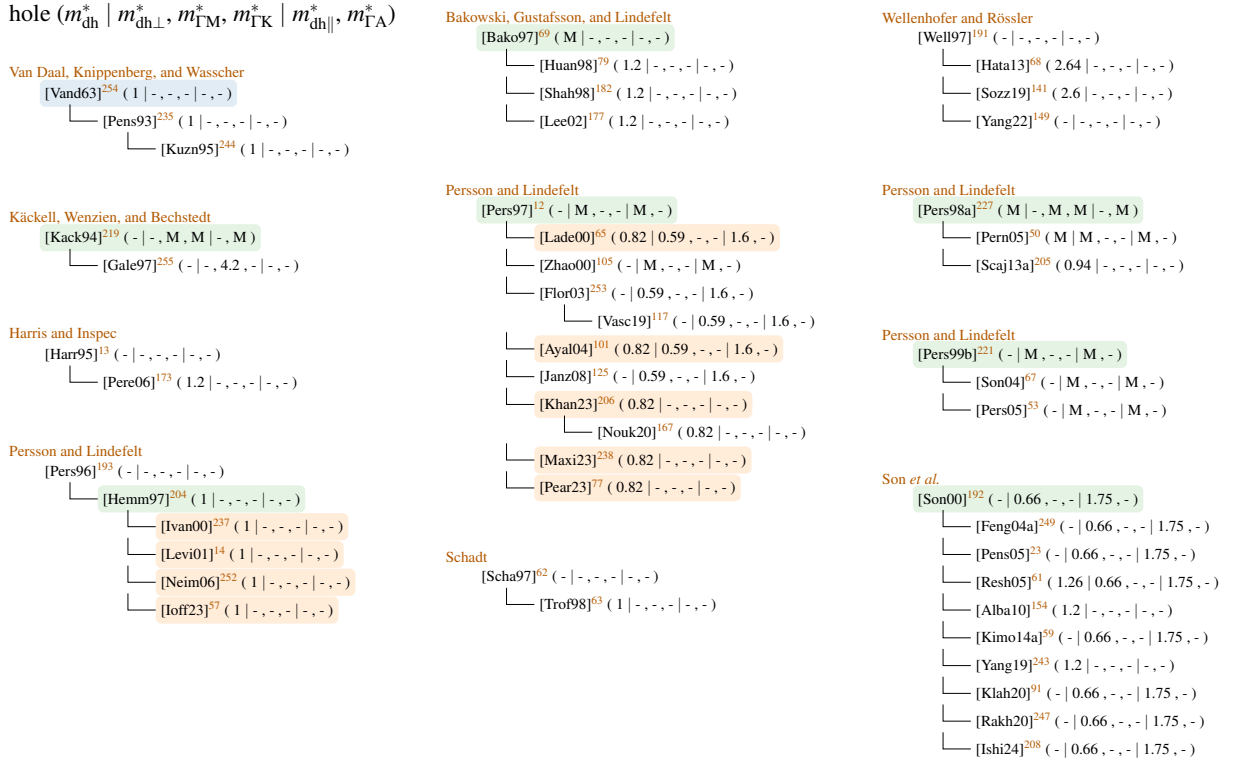 hole (m*dh | m*dh⊥, m*ΓM, m*ΓK | m*dh||, m*ΓA)
Van Daal, Knippenberg, and Wasscher
[Vand63]254 ( 1 | - , - , - | - , - )
[Pens93]235 ( 1 | - , - , - | - , - )
[Kuzn95]244 ( 1 | - , - , - | - , - )
Käckell, Wenzien, and Bechstedt
[Kack94]219 ( - | - , M , M | - , M )
[Gale97]255 ( - | - , 4.2 , - | - , - )
Harris and Inspec
[Harr95]13 ( - | - , - , - | - , - )
[Pere06]173 ( 1.2 | - , - , - | - , - )
Persson and Lindefelt
[Pers96]193 ( - | - , - , - | - , - )
[Hemm97]204 ( 1 | - , - , - | - , - )
[Ivan00]237 ( 1 | - , - , - | - , - )
[Levi01]14 ( 1 | - , - , - | - , - )
[Neim06]252 ( 1 | - , - , - | - , - )
[Ioff23]57 ( 1 | - , - , - | - , - )
Bakowski, Gustafsson, and Lindefelt
[Bako97]69 ( M | - , - , - | - , - )
[Huan98]79 ( 1.2 | - , - , - | - , - )
[Shah98]182 ( 1.2 | - , - , - | - , - )
[Lee02]177 ( 1.2 | - , - , - | - , - )
Persson and Lindefelt
[Pers97]12 ( - | M , - , - | M , - )
[Lade00]65 ( 0.82 | 0.59 , - , - | 1.6 , - )
[Zhao00]105 ( - | M , - , - | M , - )
[Flor03]253 ( - | 0.59 , - , - | 1.6 , - )
[Vasc19]117 ( - | 0.59 , - , - | 1.6 , - )
[Ayal04]101 ( 0.82 | 0.59 , - , - | 1.6 , - )
[Janz08]125 ( - | 0.59 , - , - | 1.6 , - )
[Khan23]206 ( 0.82 | - , - , - | - , - )
[Nouk20]167 ( 0.82 | - , - , - | - , - )
[Maxi23]238 ( 0.82 | - , - , - | - , - )
[Pear23]77 ( 0.82 | - , - , - | - , - )
Schadt
[Scha97]62 ( - | - , - , - | - , - )
[Trof98]63 ( 1 | - , - , - | - , - )
Wellenhofer and Rössler
[Well97]191 ( - | - , - , - | - , - )
[Hata13]68 ( 2.64 | - , - , - | - , - )
[Sozz19]141 ( 2.6 | - , - , - | - , - )
[Yang22]149 ( - | - , - , - | - , - )
Persson and Lindefelt
[Pers98a]227 ( M | - , M , M | - , M )
[Pern05]50 ( M | M , - , - | M , - )
[Scaj13a]205 ( 0.94 | - , - , - | - , - )
Persson and Lindefelt
[Pers99b]221 ( - | M , - , - | M , - )
[Son04]67 ( - | M , - , - | M , - )
[Pers05]53 ( - | M , - , - | M , - )
Son et al.
[Son00]192 ( - | 0.66 , - , - | 1.75 , - )
[Feng04a]249 ( - | 0.66 , - , - | 1.75 , - )
[Pens05]23 ( - | 0.66 , - , - | 1.75 , - )
[Resh05]61 ( 1.26 | 0.66 , - , - | 1.75 , - )
[Alba10]154 ( 1.2 | - , - , - | - , - )
[Kimo14a]59 ( - | 0.66 , - , - | 1.75 , - )
[Yang19]243 ( 1.2 | - , - , - | - , - )
[Klah20]91 ( - | 0.66 , - , - | 1.75 , - )
[Rakh20]247 ( - | 0.66 , - , - | 1.75 , - )
[Ishi24]208 ( - | 0.66 , - , - | 1.75 , - )